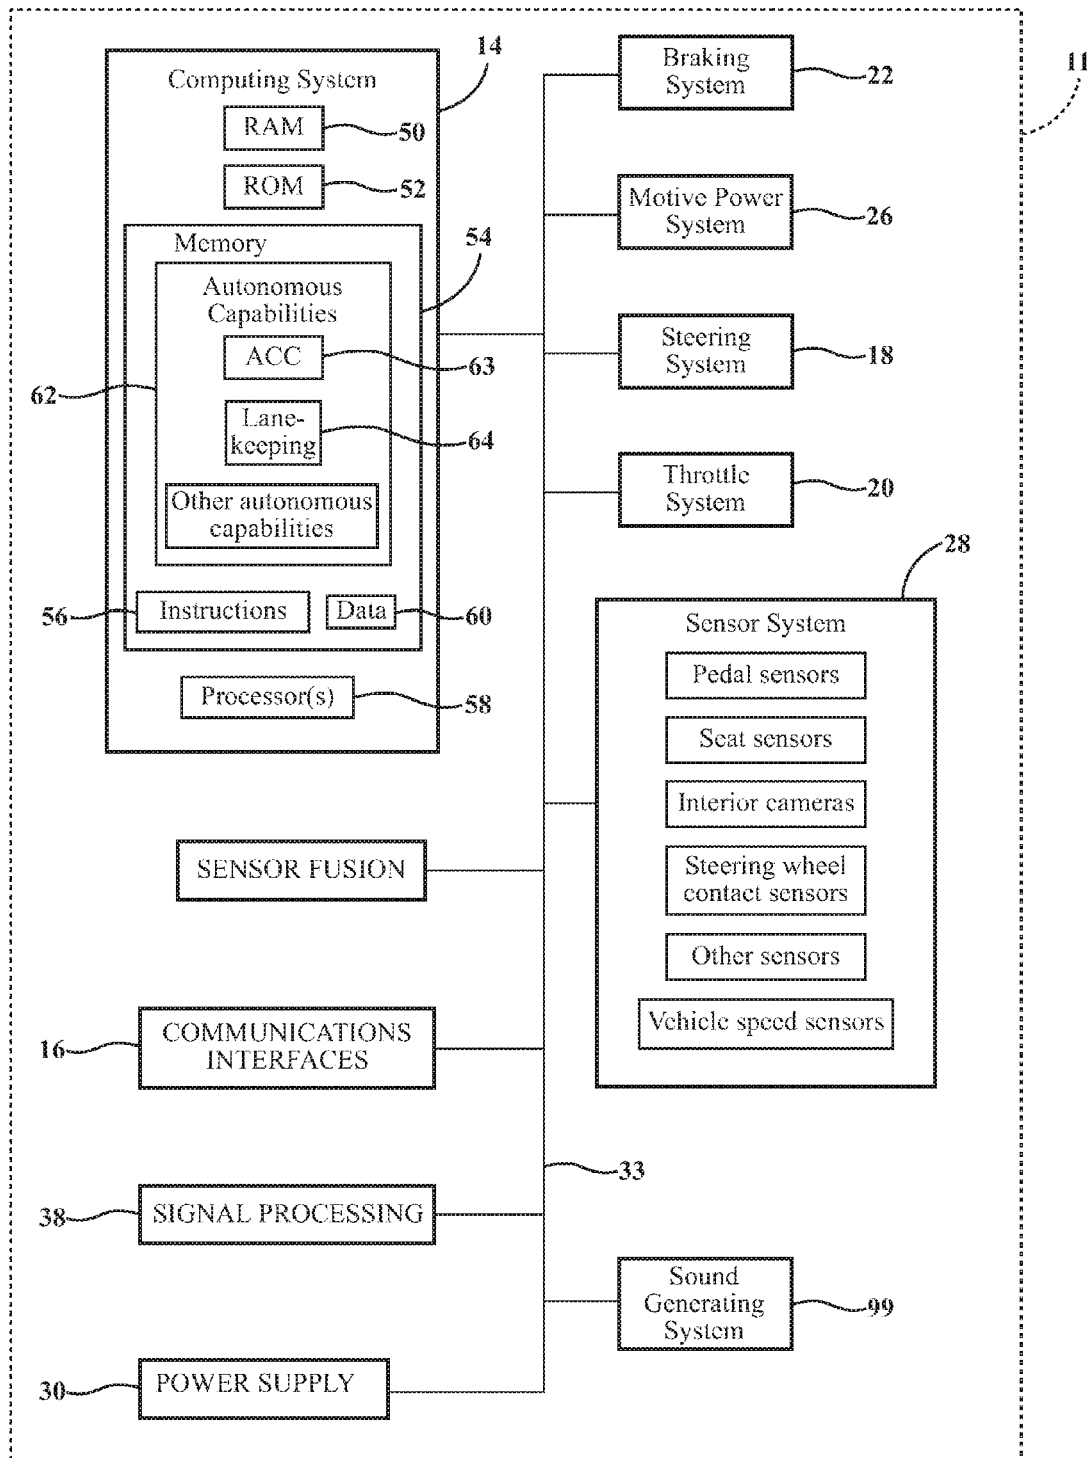 11
14
Computing System
RAM
50
ROM
52
Memory
54
Autonomous
Capabilities
ACC
63
62
Lane-
keeping
64
Other autonomous
capabilities
56
Instructions
Data
60
Processor(s)
58
SENSOR FUSION
16
COMMUNICATIONS
INTERFACES
38
SIGNAL PROCESSING
30
POWER SUPPLY
Braking
System
22
Motive Power
System
26
Steering
System
18
Throttle
System
20
28
Sensor System
Pedal sensors
Seat sensors
Interior cameras
Steering wheel
contact sensors
Other sensors
Vehicle speed sensors
33
Sound
Generating
System
99